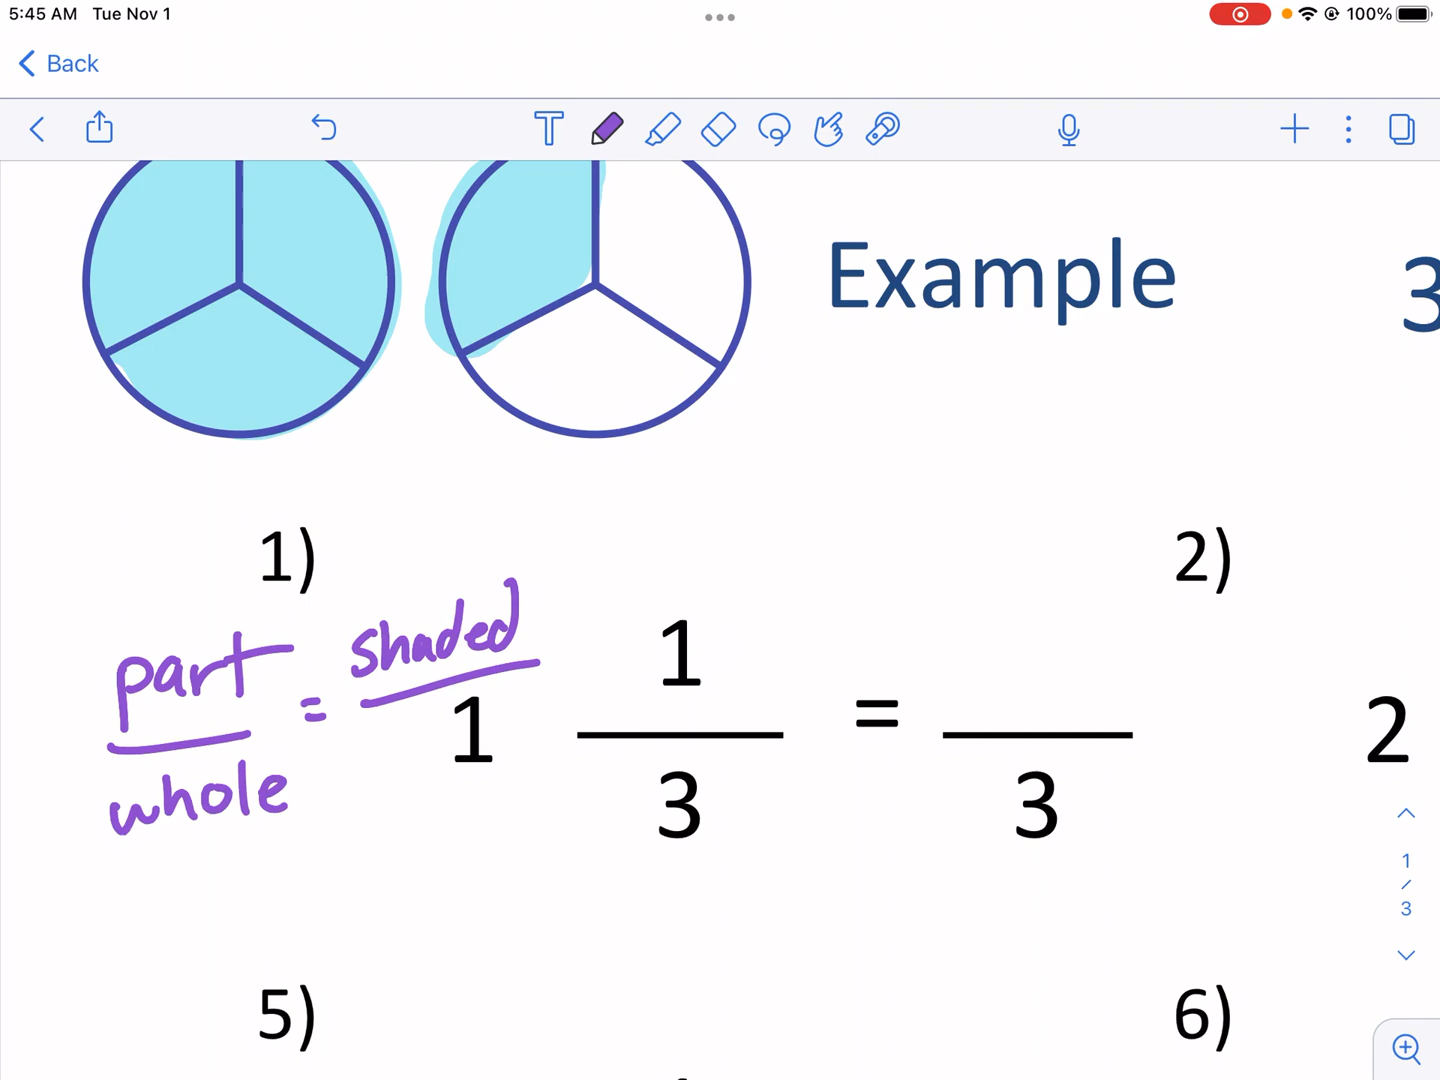 5:45 AM Tue Nov 1
100%
Back
T
Example
3
1)
2)
part
whole
=
shaded
1
1
3
=
3
2
1
/
3
5)
6)